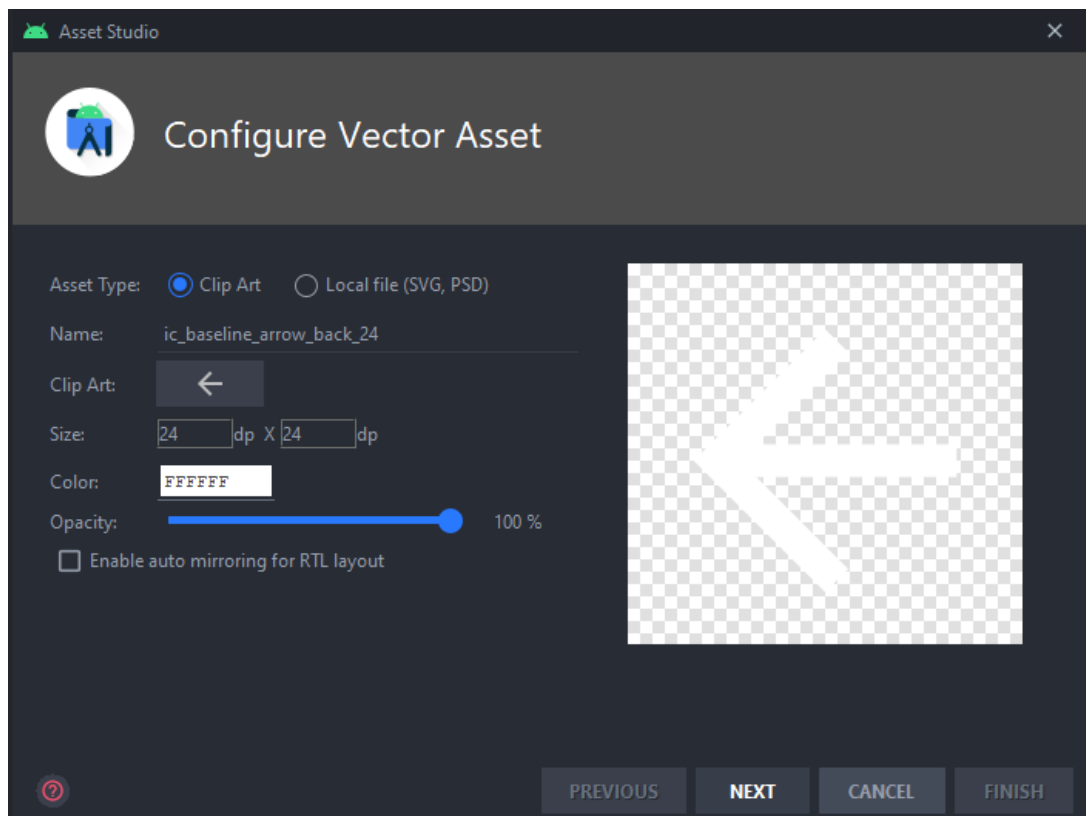 Asset Studio
Configure Vector Asset
Asset Type: Clip Art Local file (SVG, PSD)
Name: ic_baseline_arrow_back_24
Clip Art:
Size: 24 dp X 24 dp
Color: FFFFFF
Opacity: 100 %
Enable auto mirroring for RTL layout
PREVIOUS NEXT CANCEL FINISH